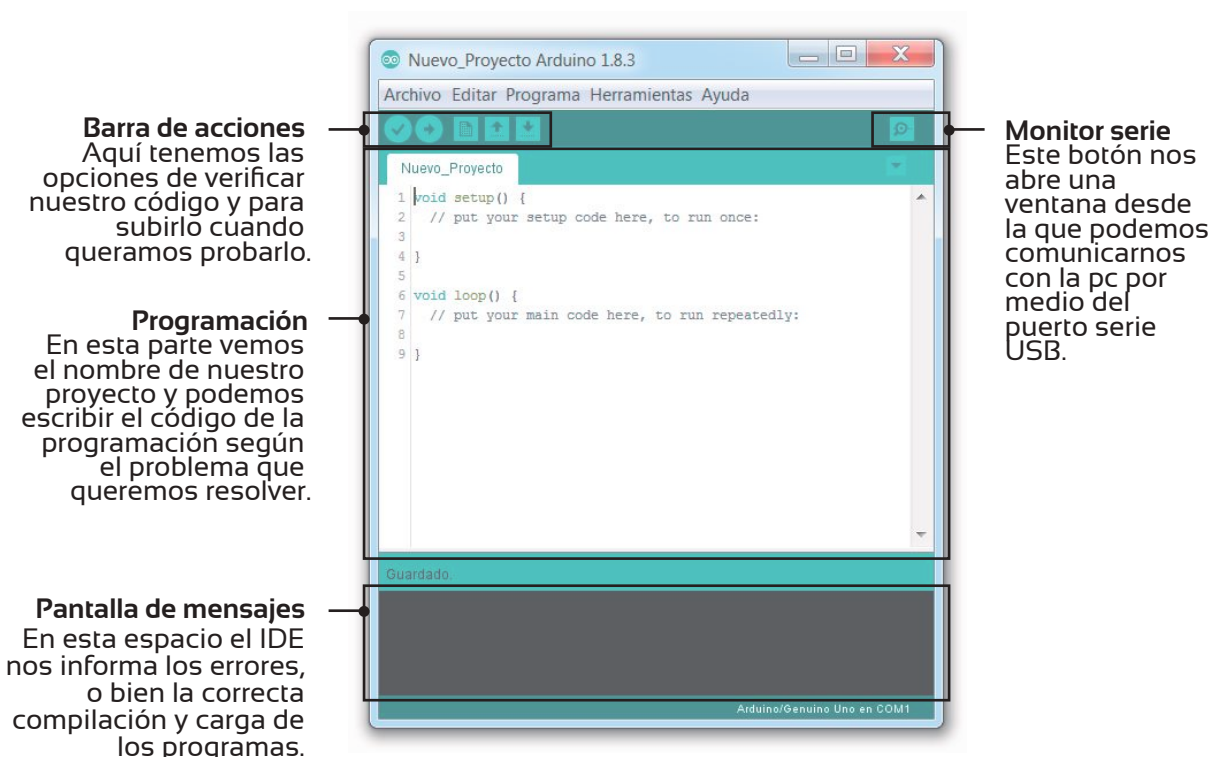 Nuevo_Proyecto Arduino 1.8.3
Archivo Editar Programa Herramientas Ayuda
Barra de acciones
Aquí tenemos las
opciones de verificar
nuestro código y para
subirlo cuando
queramos probarlo.
Programación
En esta parte vemos
el nombre de nuestro
proyecto y podemos
escribir el código de la
programación según
el problema que
queremos resolver.
Pantalla de mensajes
En esta espacio el IDE
nos informa los errores,
o bien la correcta
compilación y carga de
los programas.
Nuevo_Proyecto
1 void setup() {
2 // put your setup code here, to run once:
3
4 }
5
6 void loop() {
7 // put your main code here, to run repeatedly:
8
9 }
Guardado.
Arduino/Genuino Uno en COM1
Monitor serie
Este botón nos
abre una
ventana desde
la que podemos
comunicarnos
con la pc por
medio del
puerto serie
USB.